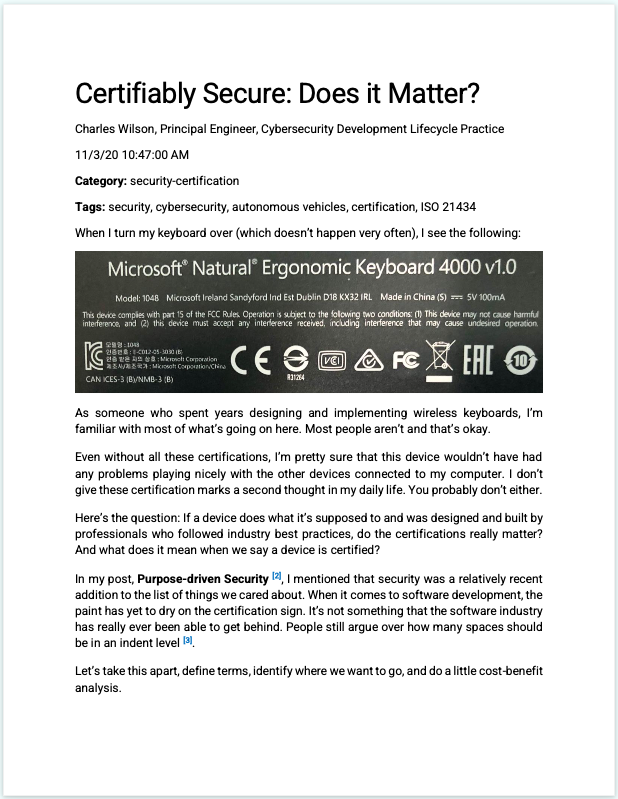 Certifiably Secure: Does it Matter?
Charles Wilson, Principal Engineer, Cybersecurity Development Lifecycle Practice
11/3/20 10:47:00 AM
Category: security-certification
Tags: security, cybersecurity, autonomous vehicles, certification, ISO 21434
When I turn my keyboard over (which doesn’t happen very often), I see the following:
Microsoft® Natural® Ergonomic Keyboard 4000 v1.0
Model: 1048 Microsoft Ireland Sandyford Ind Est Dublin D18 KX32 IRL Made in China (S) 5V 100mA
This device complies with part 15 of the FCC Rules. Operation is subject to the following two conditions: (1) This device may not cause harmful
interference, and (2) this device must accept any interference received, including interference that may cause undesired operation.
모델명 : 1048
인증번호 : E-C012-05-3030 (B)
인증 받은 자의 상호 : Microsoft Corporation
제조사/제조국가 : Microsoft Corporation/China
CAN ICES-3 (B)/NMB-3 (B)
CE CE
R31264
VCI
FC
EAC
10
As someone who spent years designing and implementing wireless keyboards, I’m
familiar with most of what’s going on here. Most people aren’t and that’s okay.
Even without all these certifications, I’m pretty sure that this device wouldn’t have had
any problems playing nicely with the other devices connected to my computer. I don’t
give these certification marks a second thought in my daily life. You probably don’t either.
Here’s the question: If a device does what it’s supposed to and was designed and built by
professionals who followed industry best practices, do the certifications really matter?
And what does it mean when we say a device is certified?
In my post, Purpose-driven Security [2], I mentioned that security was a relatively recent
addition to the list of things we cared about. When it comes to software development, the
paint has yet to dry on the certification sign. It’s not something that the software industry
has really ever been able to get behind. People still argue over how many spaces should
be in an indent level [3].
Let’s take this apart, define terms, identify where we want to go, and do a little cost-benefit
analysis.